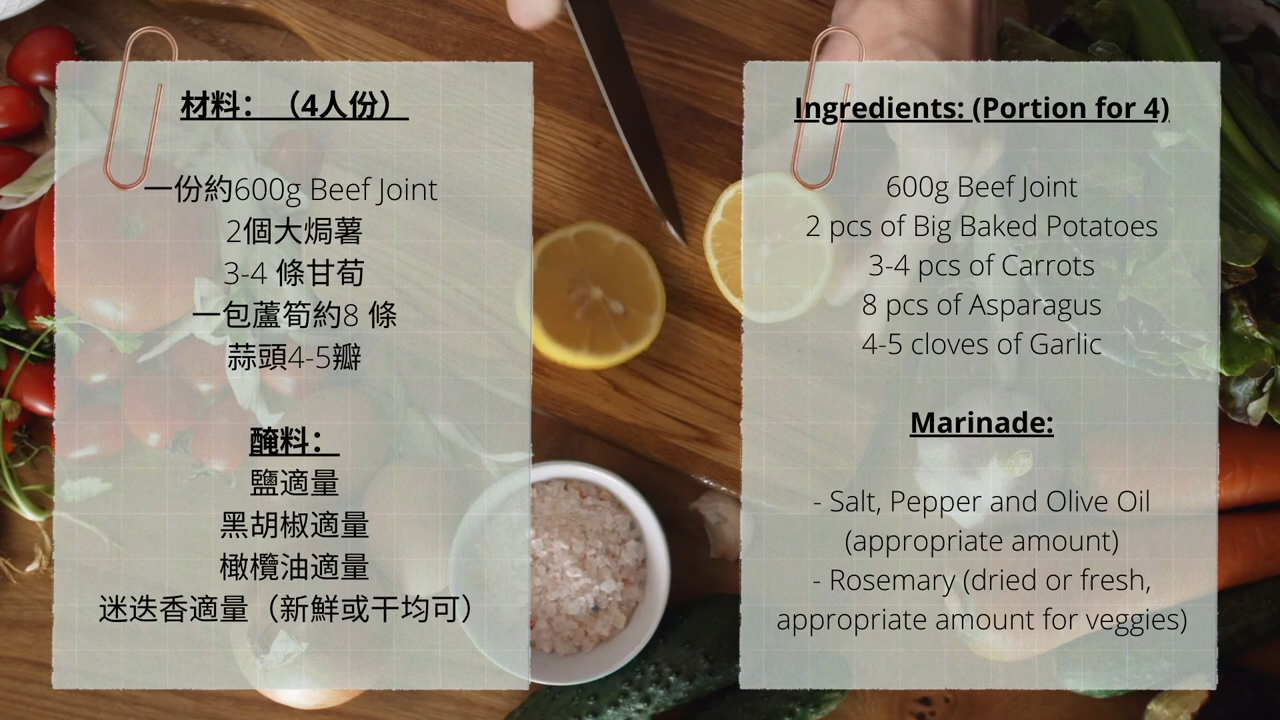 材料：（4人份）
一份約600g Beef Joint
2個大焗薯
3-4 條甘荀
一包蘆筍約8 條
蒜頭4-5瓣
醃料：
鹽適量
黑胡椒適量
橄欖油適量
迷迭香適量（新鮮或干均可）
Ingredients: (Portion for 4)
600g Beef Joint
2 pcs of Big Baked Potatoes
3-4 pcs of Carrots
8 pcs of Asparagus
4-5 cloves of Garlic
Marinade:
- Salt, Pepper and Olive Oil
(appropriate amount)
- Rosemary (dried or fresh,
appropriate amount for veggies)